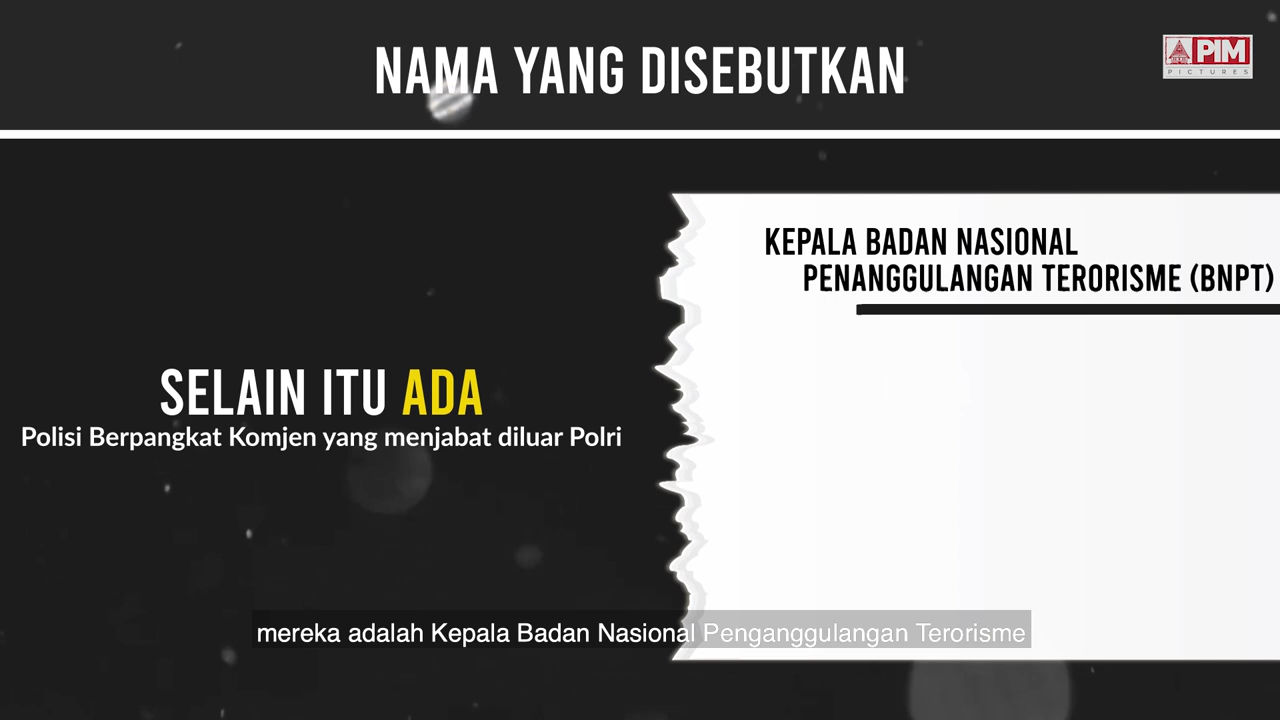 NAMA YANG DISEBUTKAN
PIM
PICTURES
KEPALA BADAN NASIONAL
PENANGGULANGAN TERORISME (BNPT)
SELAIN ITU ADA
Polisi Berpangkat Komjen yang menjabat diluar Polri
mereka adalah Kepala Badan Nasional Penganggulangan Terorisme